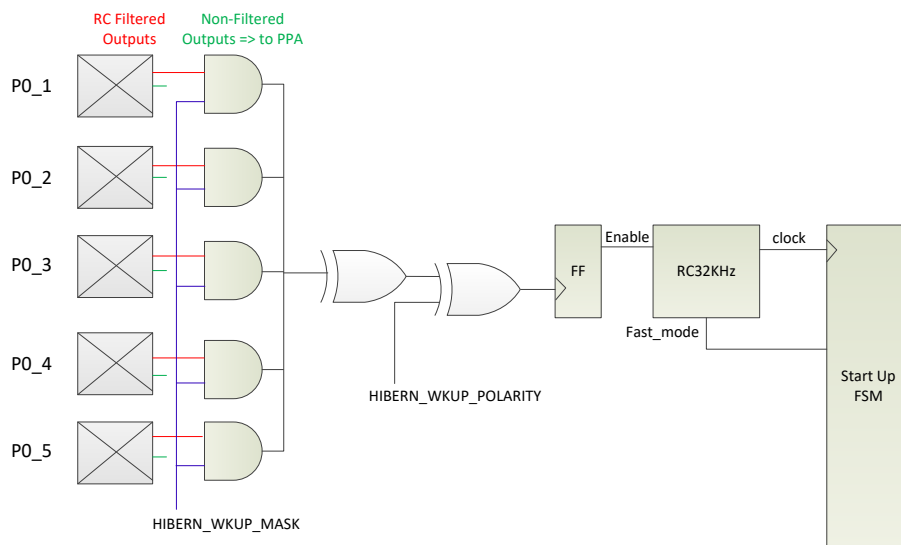 RC Filtered
Outputs
Non-Filtered
Outputs => to PPA
P0_1
P0_2
P0_3
P0_4
P0_5
HIBERN_WKUP_MASK
HIBERN_WKUP_POLARITY
FF
Enable
RC32KHz
clock
Fast_mode
Start Up
FSM